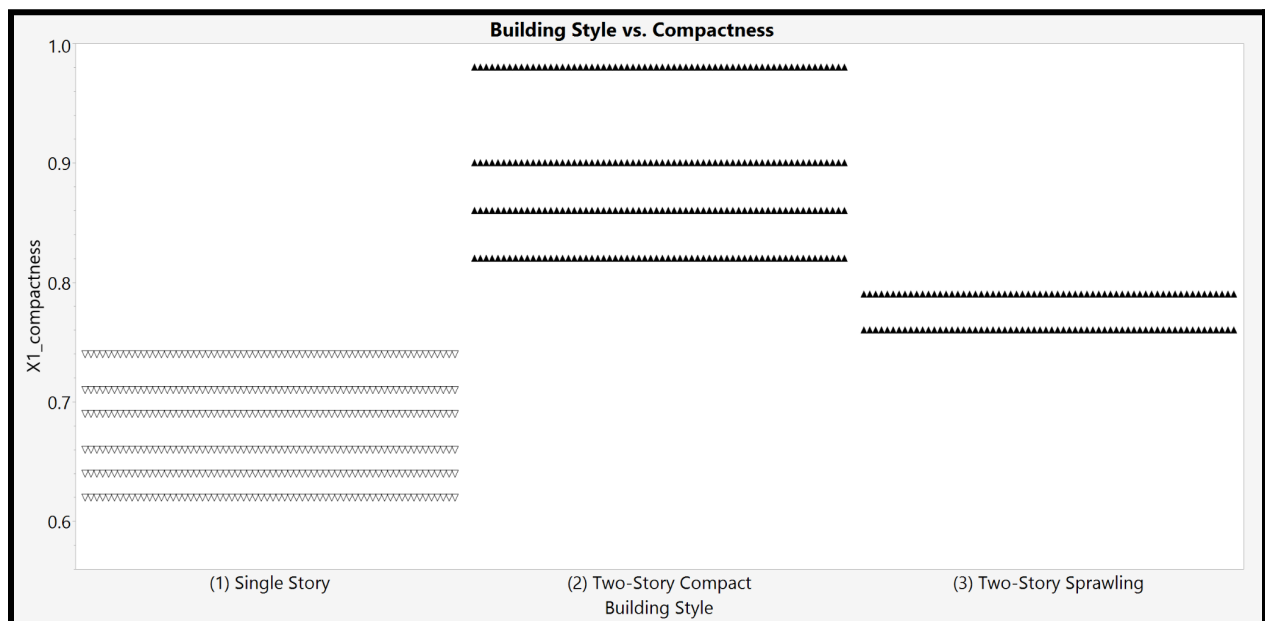 Building Style vs. Compactness
1.0
0.9
0.8
0.7
0.6
X1_compactness
(1) Single Story
(2) Two-Story Compact
(3) Two-Story Sprawling
Building Style